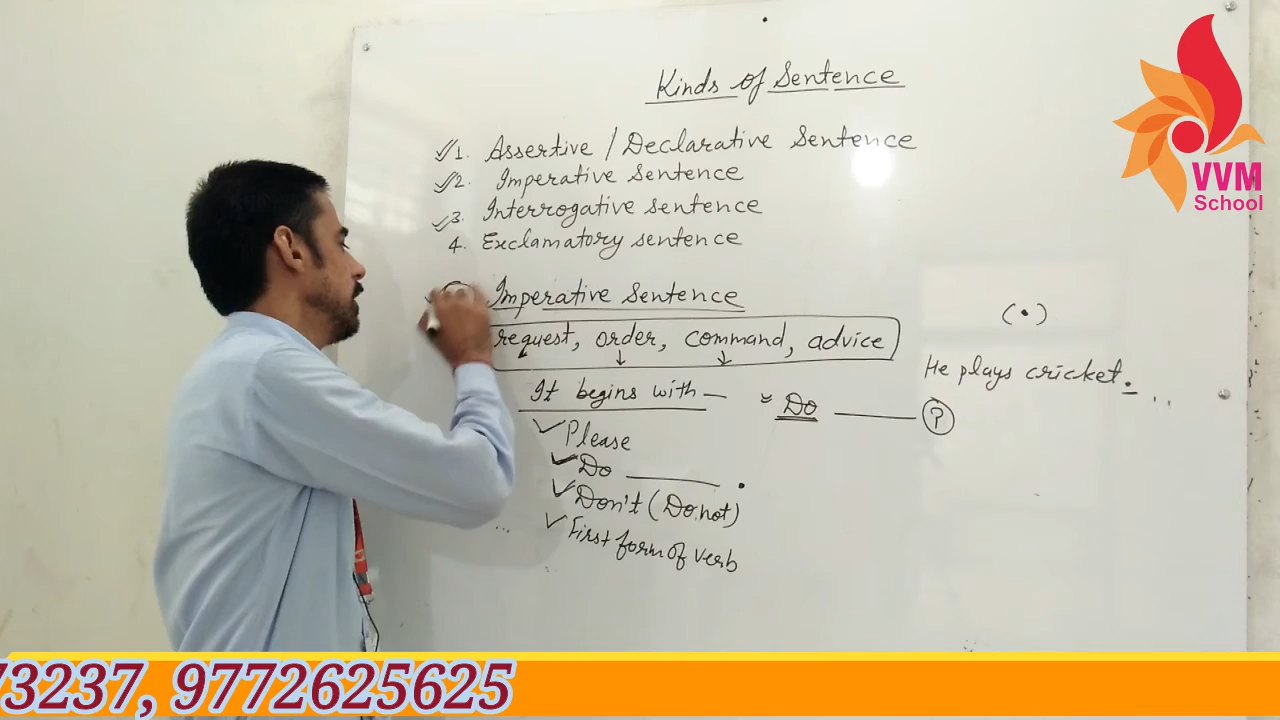 Kinds of Sentence
1. Assertive / Declarative Sentence
2. Imperative Sentence
3. Interrogative sentence
4. Exclamatory sentence
Imperative Sentence
request, order, command, advice
(•)
He plays cricket.
It begins with —
" Do ——— ?
Please
Do ——— .
Don't (Do not)
First form of verb
VVM
School
73237, 9772625625